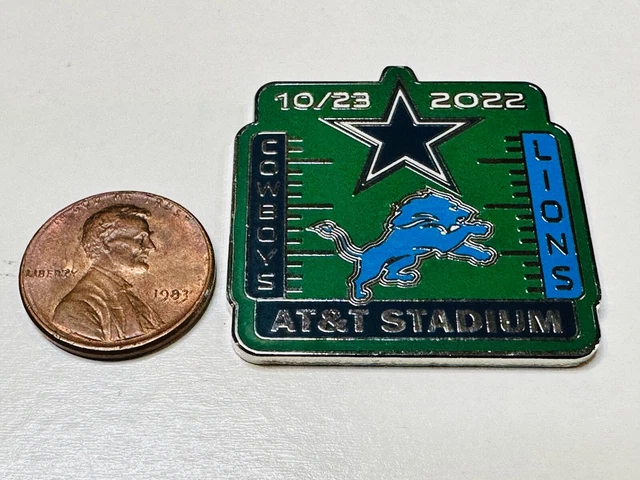 LIBERTY
1983
10/23 2022
COWBOYS
LIONS
AT&T STADIUM